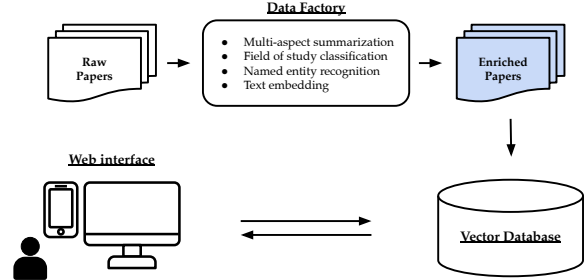 Data Factory
Raw
Papers
● Multi-aspect summarization
● Field of study classification
● Named entity recognition
● Text embedding
Enriched
Papers
Web interface
Vector Database